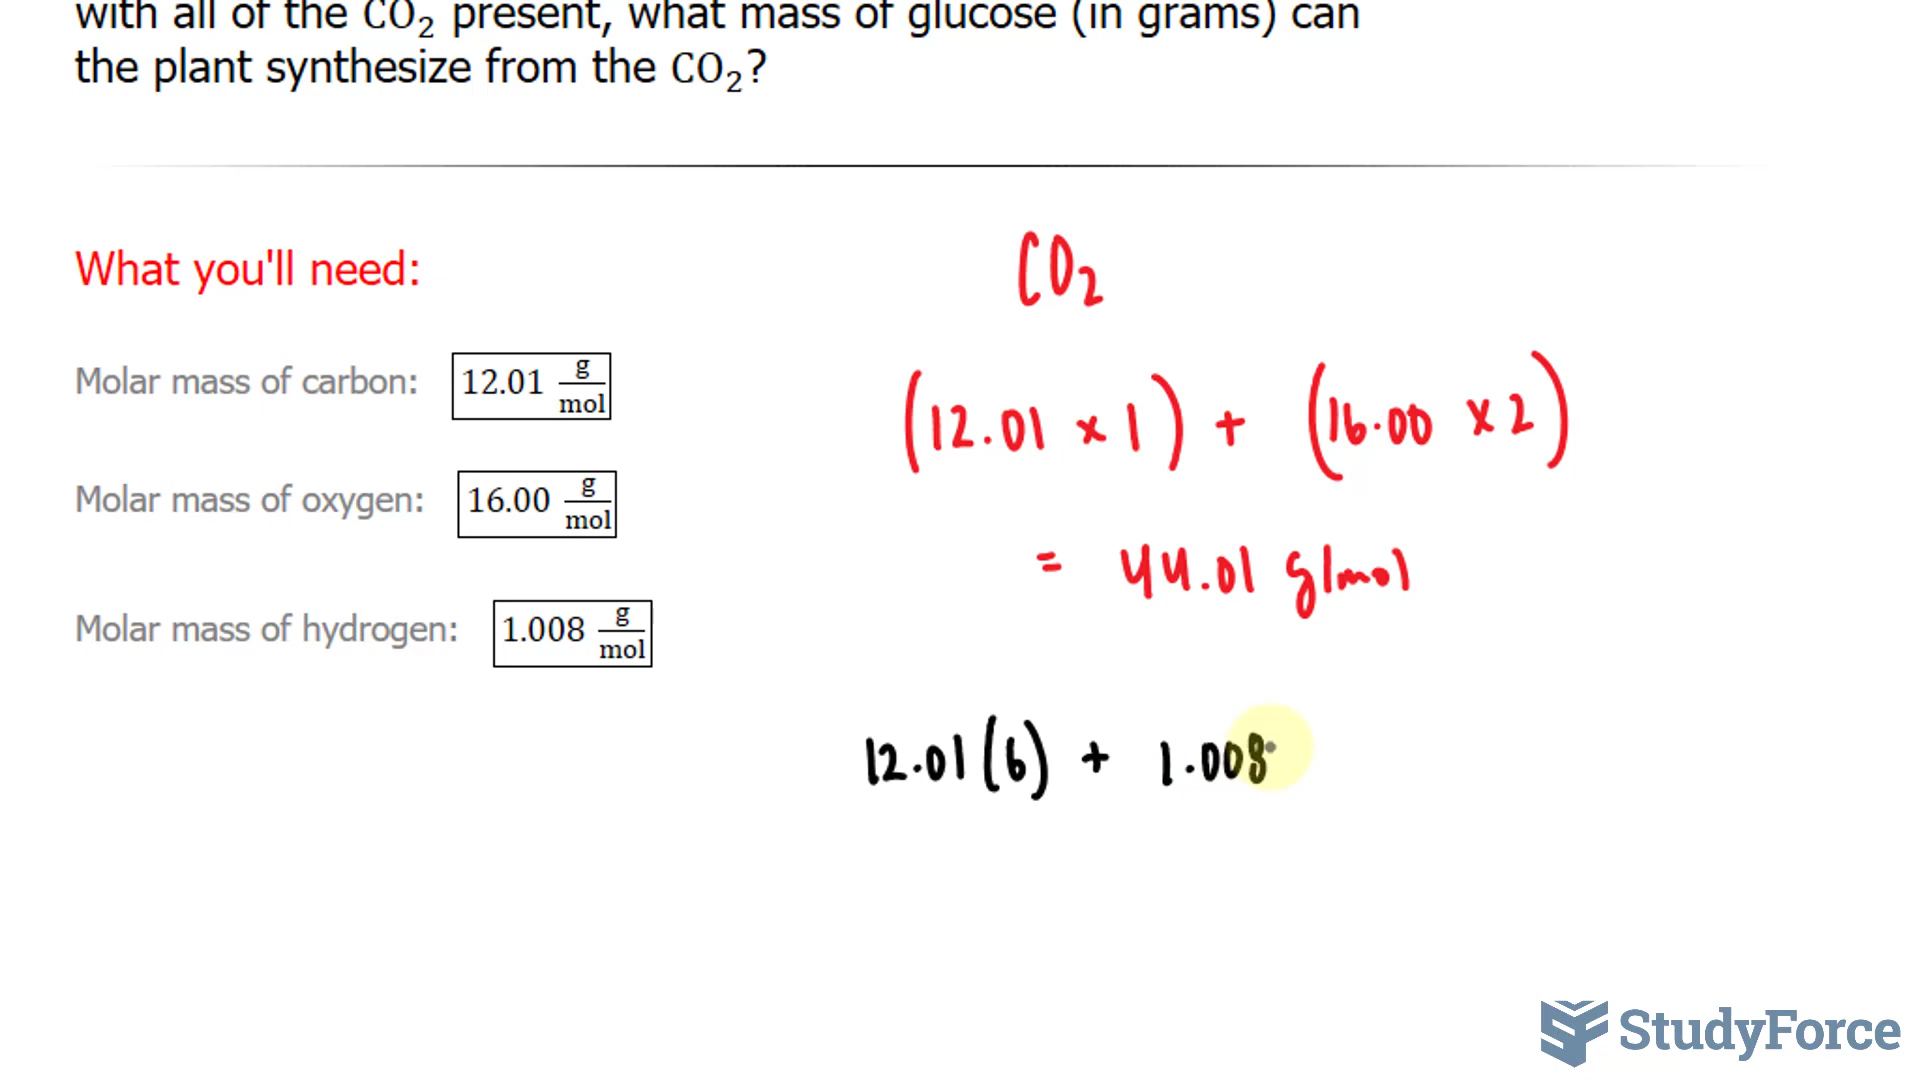 with all of the CO₂ present, what mass of glucose (in grams) can
the plant synthesize from the CO₂?
What you'll need:
Molar mass of carbon: 12.01 g/mol
Molar mass of oxygen: 16.00 g/mol
Molar mass of hydrogen: 1.008 g/mol
CO₂
(12.01 × 1) + (16.00 × 2)
= 44.01 g/mol
12.01(6) + 1.008
StudyForce